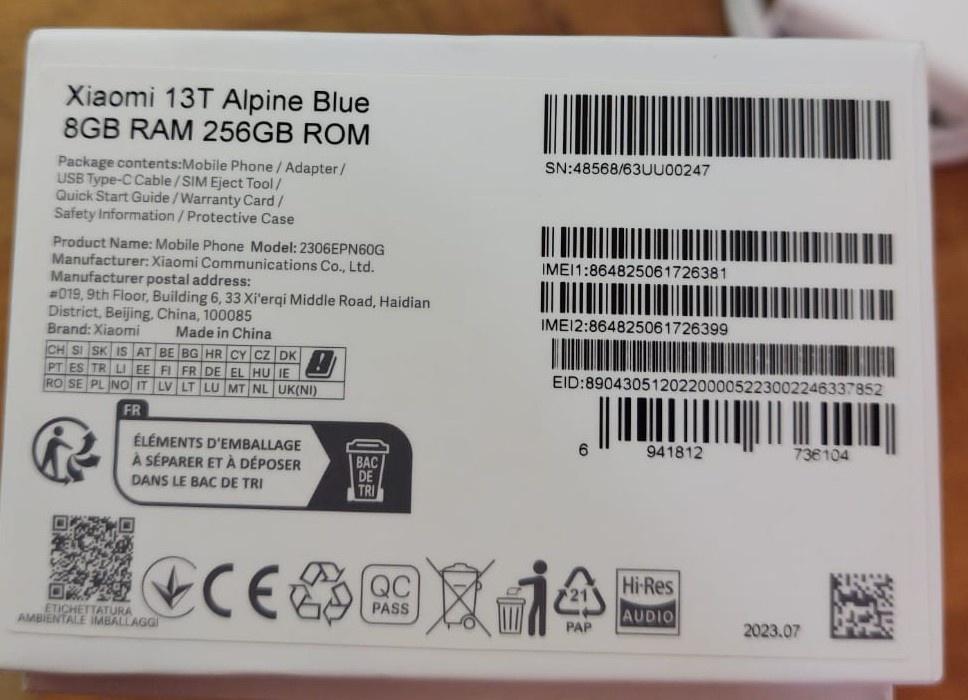 Xiaomi 13T Alpine Blue
8GB RAM 256GB ROM
Package contents:Mobile Phone / Adapter /
USB Type-C Cable / SIM Eject Tool /
Quick Start Guide / Warranty Card /
Safety Information / Protective Case
Product Name: Mobile Phone Model: 2306EPN60G
Manufacturer: Xiaomi Communications Co., Ltd.
Manufacturer postal address:
#019, 9th Floor, Building 6, 33 Xi'erqi Middle Road, Haidian
District, Beijing, China, 100085
Brand: Xiaomi Made in China
CH SI SK IS AT BE BG HR CY CZ DK
PT ES TR LI EE FI FR DE EL HU IE
RO SE PL NO IT LV LT LU MT NL UK(NI)
SN:48568/63UU00247
IMEI1:864825061726381
IMEI2:864825061726399
EID:89043051202200005223002246337852
6 941812 736104
FR
ÉLÉMENTS D'EMBALLAGE
À SÉPARER ET À DÉPOSER
DANS LE BAC DE TRI
BAC
DE
TRI
ETICHETTATURA
AMBIENTALE IMBALLAGGI
CE
QC
PASS
21
PAP
Hi-Res
AUDIO
2023.07